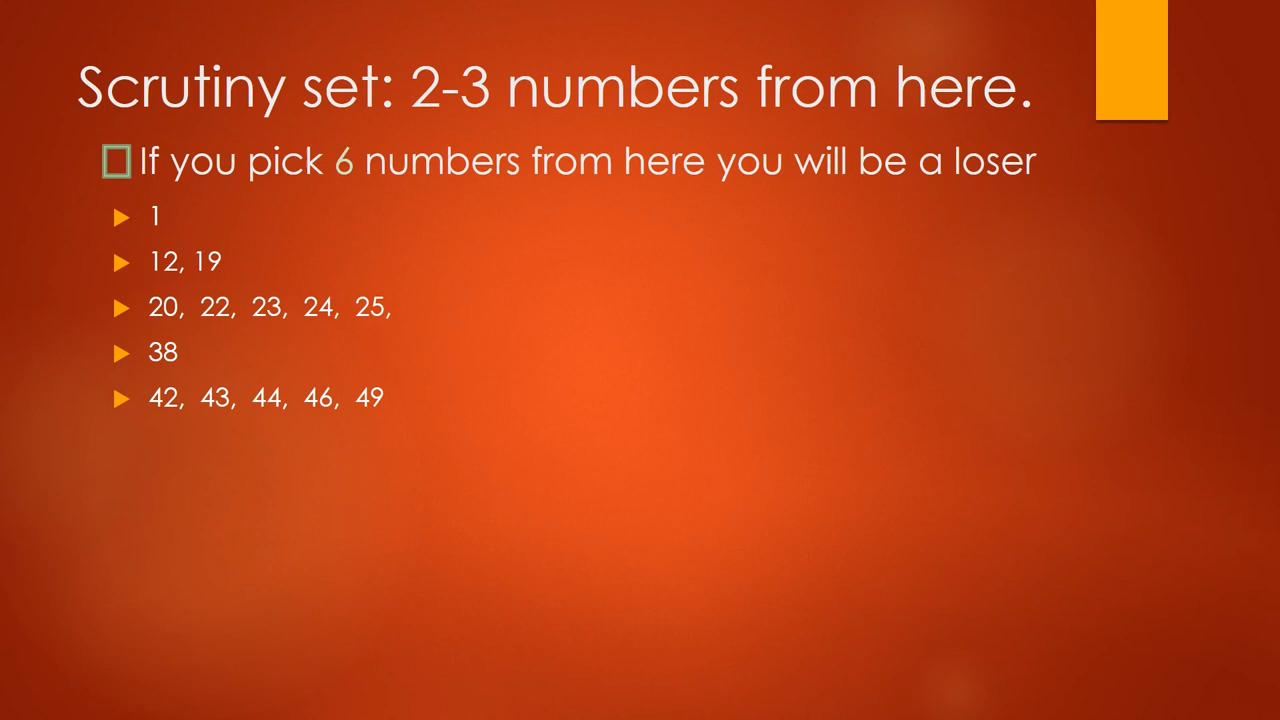 Scrutiny set: 2-3 numbers from here.
If you pick 6 numbers from here you will be a loser
1
12, 19
20, 22, 23, 24, 25,
38
42, 43, 44, 46, 49